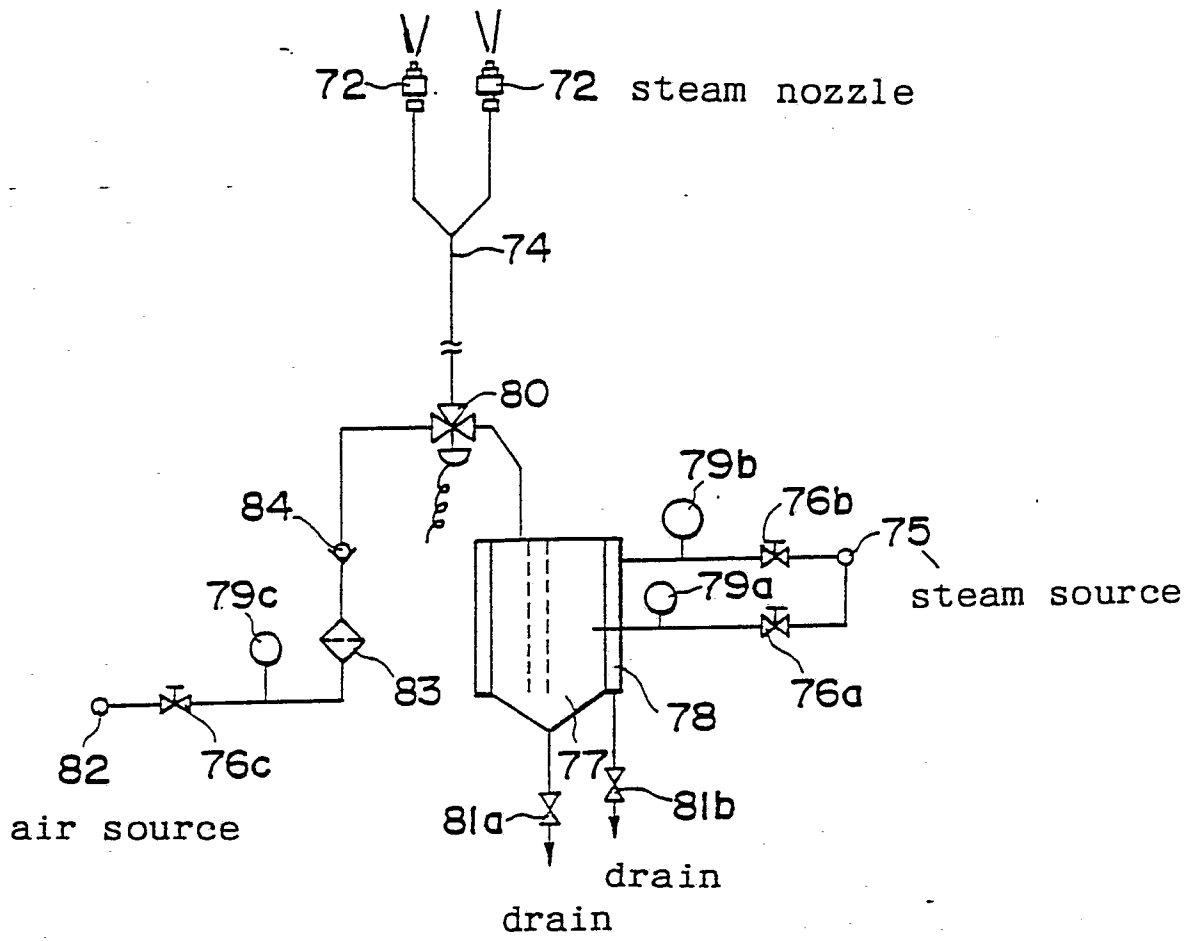 72
72 steam nozzle
74
80
79b
76b
84
75
79c
79a
steam source
83
76a
78
82
76c
77
81a
81b
air source
drain
drain